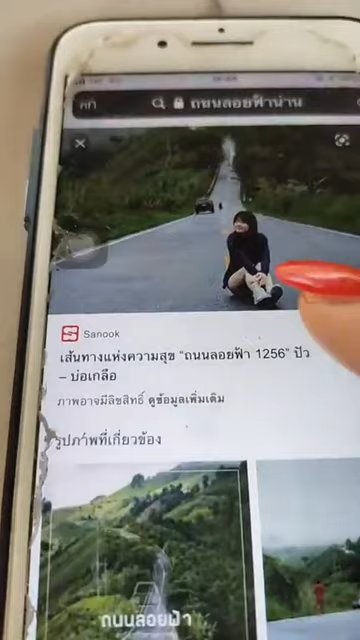 ถนนลอยฟ้าน่าน
Sanook
เส้นทางแห่งความสุข "ถนนลอยฟ้า 1256" ปัว
– บ่อเกลือ
ภาพอาจมีลิขสิทธิ์ ดูข้อมูลเพิ่มเติม
รูปภาพที่เกี่ยวข้อง
ถนนลอยฟ้า